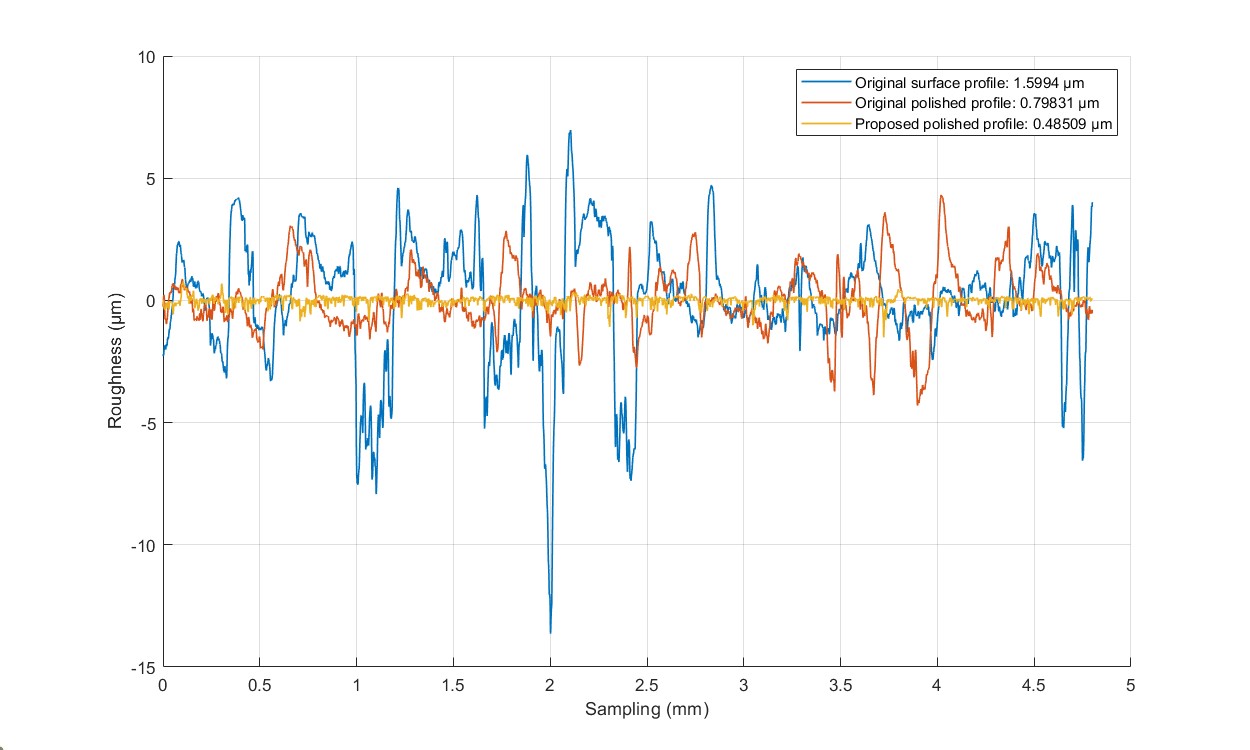 10
5
0
-5
-10
-15
Roughness (μm)
Original surface profile: 1.5994 μm
Original polished profile: 0.79831 μm
Proposed polished profile: 0.48509 μm
0 0.5 1 1.5 2 2.5 3 3.5 4 4.5 5
Sampling (mm)